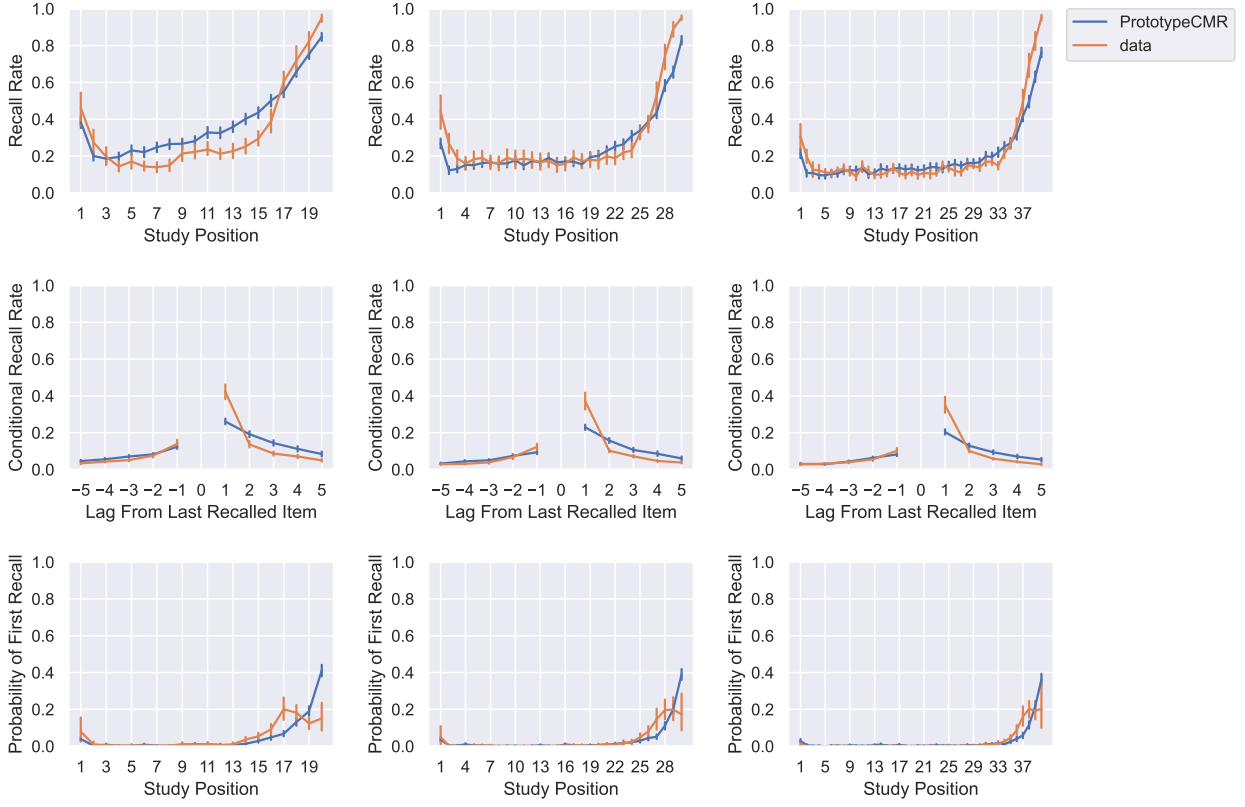 1.0 0.8 0.6 0.4 0.2 0.0
Recall Rate
1 3 5 7 9 11 13 15 17 19
Study Position
1.0 0.8 0.6 0.4 0.2 0.0
Recall Rate
1 4 7 10 13 16 19 22 25 28
Study Position
1.0 0.8 0.6 0.4 0.2 0.0
Recall Rate
1 5 9 13 17 21 25 29 33 37
Study Position
PrototypeCMR
data
1.0 0.8 0.6 0.4 0.2 0.0
Conditional Recall Rate
−5 −4 −3 −2 −1 0 1 2 3 4 5
Lag From Last Recalled Item
1.0 0.8 0.6 0.4 0.2 0.0
Conditional Recall Rate
−5 −4 −3 −2 −1 0 1 2 3 4 5
Lag From Last Recalled Item
1.0 0.8 0.6 0.4 0.2 0.0
Conditional Recall Rate
−5 −4 −3 −2 −1 0 1 2 3 4 5
Lag From Last Recalled Item
1.0 0.8 0.6 0.4 0.2 0.0
Probability of First Recall
1 3 5 7 9 11 13 15 17 19
Study Position
1.0 0.8 0.6 0.4 0.2 0.0
Probability of First Recall
1 4 7 10 13 16 19 22 25 28
Study Position
1.0 0.8 0.6 0.4 0.2 0.0
Probability of First Recall
1 5 9 13 17 21 25 29 33 37
Study Position